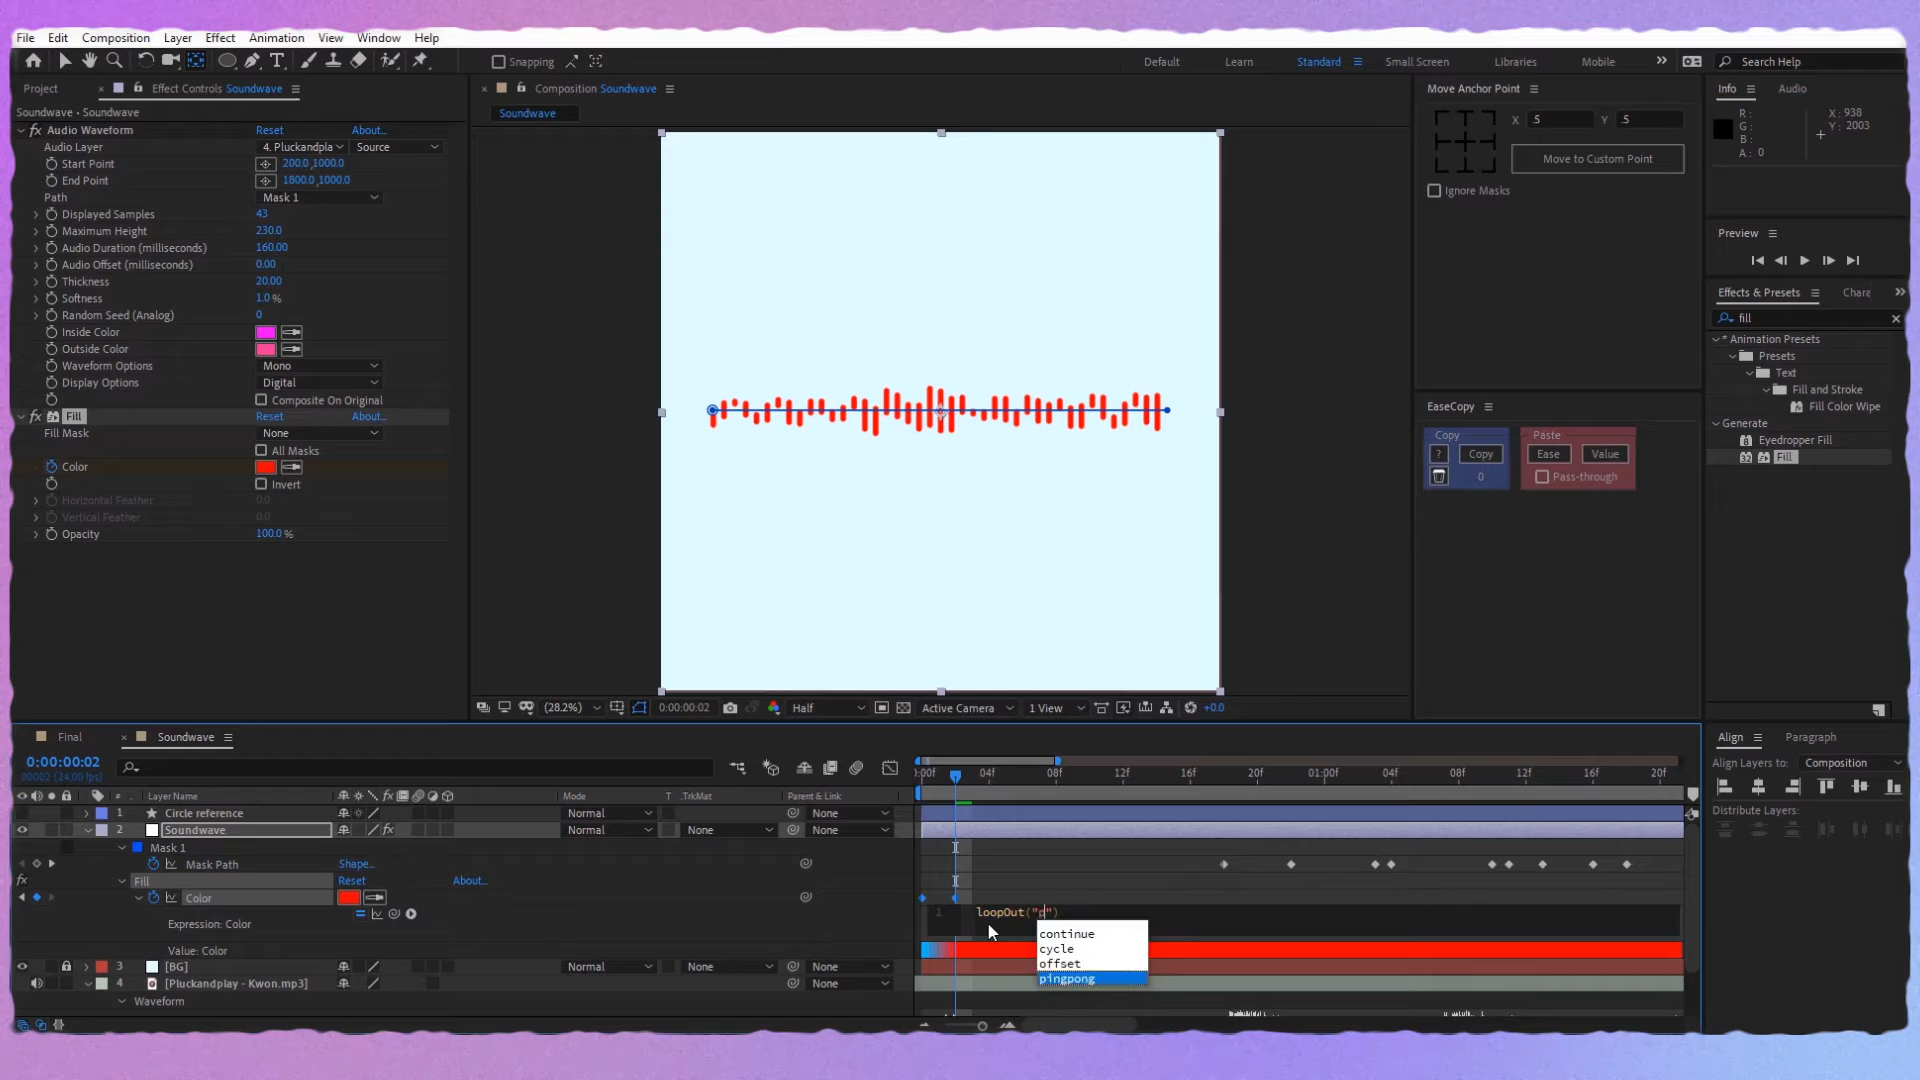 File Edit Composition Layer Effect Animation View Window Help
Snapping Default Learn Standard Small Screen Libraries Mobile Search Help
Project Effect Controls Soundwave Composition Soundwave
Soundwave • Soundwave
Soundwave
Audio Waveform Reset About...
Audio Layer 4. Pluckandpla Source
Start Point 200.0,1000.0
End Point 1800.0,1000.0
Path Mask 1
Displayed Samples 43
Maximum Height 230.0
Audio Duration (milliseconds) 160.00
Audio Offset (milliseconds) 0.00
Thickness 20.00
Softness 1.0 %
Random Seed (Analog) 0
Inside Color
Outside Color
Waveform Options Mono
Display Options Digital
Composite On Original
Fill Reset About...
Fill Mask None
All Masks
Color
Invert
Horizontal Feather 0.0
Vertical Feather 0.0
Opacity 100.0 %
(28.2%) 0:00:00:02 Half Active Camera 1 View +0.0
Move Anchor Point
X .5 Y .5
Move to Custom Point
Ignore Masks
EaseCopy
Copy Paste
? Copy Ease Value
0 Pass-through
Info Audio
R : X : 938
G : Y : 2003
B :
A : 0
Preview
Effects & Presets Chara
fill
* Animation Presets
Presets
Text
Fill and Stroke
Fill Color Wipe
Generate
8 Eyedropper Fill
32 Fill
Align Paragraph
Align Layers to: Composition
Distribute Layers:
Final Soundwave
0:00:00:02
00002 (24.00 fps)
:00f 04f 08f 12f 16f 20f 01:00f 04f 08f 12f 16f 20f
# Layer Name Mode T .TrkMat Parent & Link
1 Circle reference Normal None
2 Soundwave Normal None None
Mask 1
Mask Path Shape...
Fill Reset About...
Color
Expression: Color
1 loopOut("p")
continue
cycle
offset
pingpong
Value: Color
3 [BG] Normal None None
4 [Pluckandplay - Kwon.mp3] None
Waveform